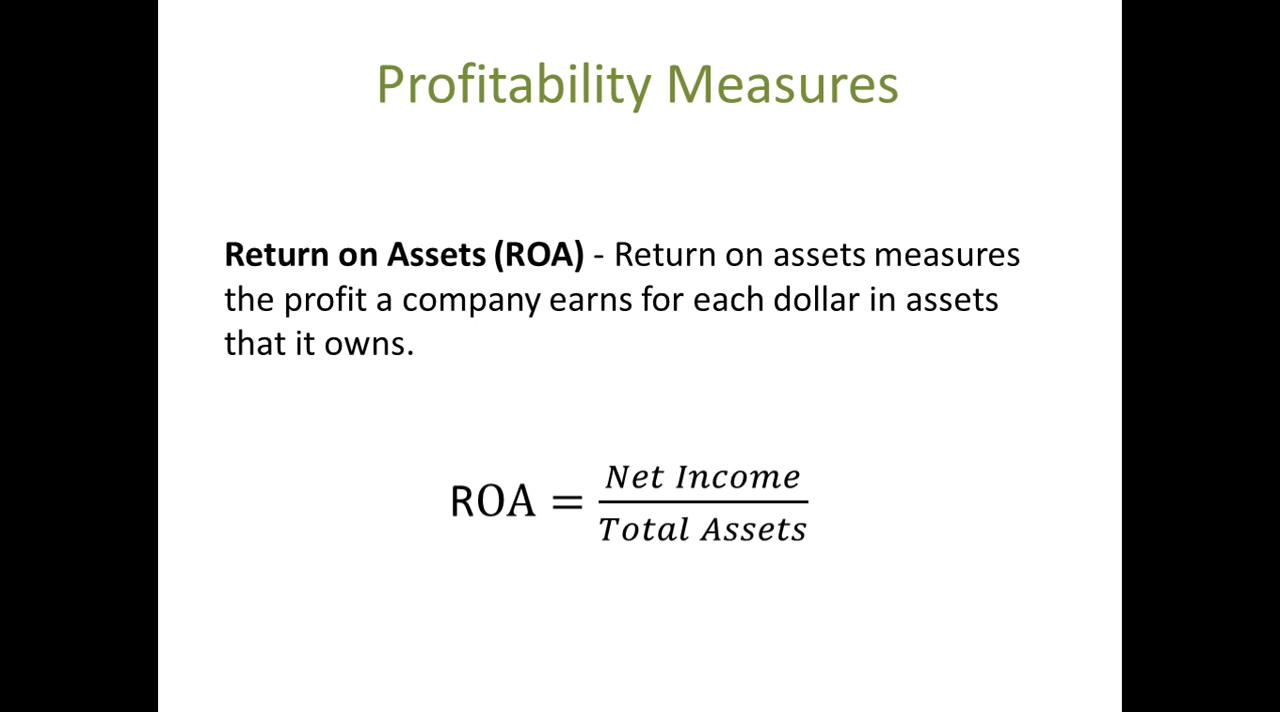 Profitability Measures
Return on Assets (ROA) - Return on assets measures
the profit a company earns for each dollar in assets
that it owns.
ROA = Net Income / Total Assets